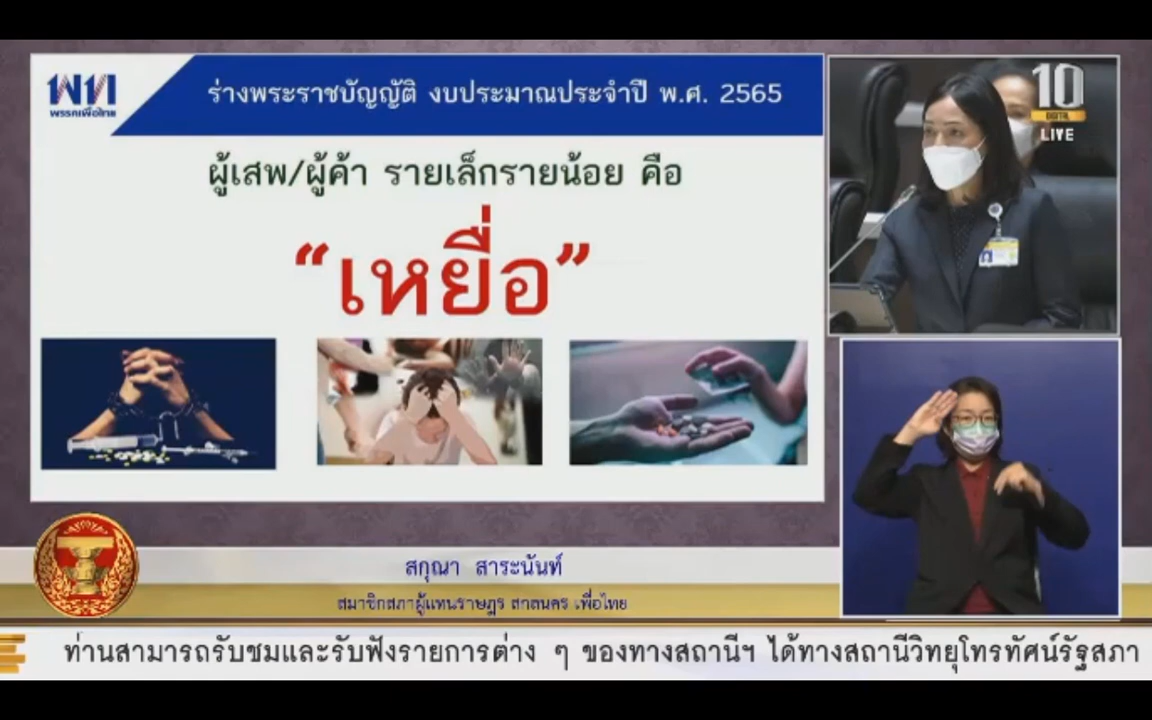 พท
พรรคเพื่อไทย
ร่างพระราชบัญญัติ งบประมาณประจำปี พ.ศ. 2565
ผู้เสพ/ผู้ค้า รายเล็กรายน้อย คือ
“เหยื่อ”
10
DIGITAL
LIVE
สกุณา สาระนันท์
สมาชิกสภาผู้แทนราษฎร สกลนคร เพื่อไทย
ท่านสามารถรับชมและรับฟังรายการต่าง ๆ ของทางสถานีฯ ได้ทางสถานีวิทยุโทรทัศน์รัฐสภา